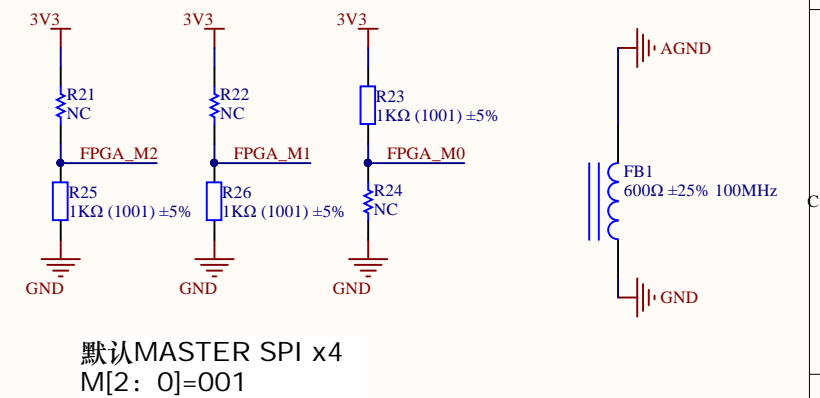 3V3
3V3
3V3
AGND
R21
NC
R22
NC
R23
1KΩ (1001) ±5%
FPGA_M2
FPGA_M1
FPGA_M0
FB1
600Ω ±25% 100MHz
R25
1KΩ (1001) ±5%
R26
1KΩ (1001) ±5%
R24
NC
C
GND
GND
GND
GND
默认MASTER SPI x4
M[2：0]=001